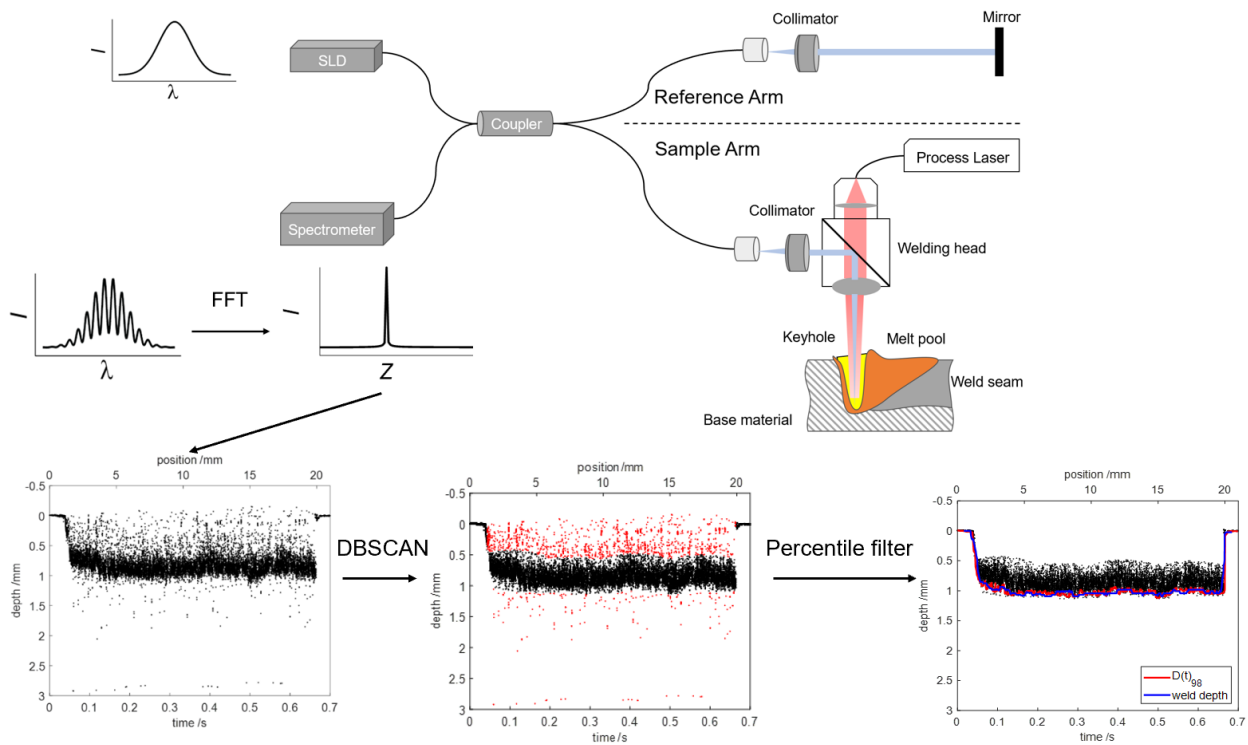 I
λ
SLD
Spectrometer
Coupler
Collimator
Mirror
Reference Arm
Sample Arm
Process Laser
Collimator
Welding head
Keyhole
Melt pool
Weld seam
Base material
I
λ
FFT
I
Z
position /mm
0 5 10 15 20
-0.5
0
0.5
1
1.5
2
2.5
3
depth /mm
0 0.1 0.2 0.3 0.4 0.5 0.6 0.7
time /s
DBSCAN
position /mm
0 5 10 15 20
-0.5
0
0.5
1
1.5
2
2.5
3
depth /mm
0 0.1 0.2 0.3 0.4 0.5 0.6 0.7
time /s
Percentile filter
position /mm
0 5 10 15 20
-0.5
0
0.5
1
1.5
2
2.5
3
depth /mm
0 0.1 0.2 0.3 0.4 0.5 0.6 0.7
time /s
D(t)98
weld depth